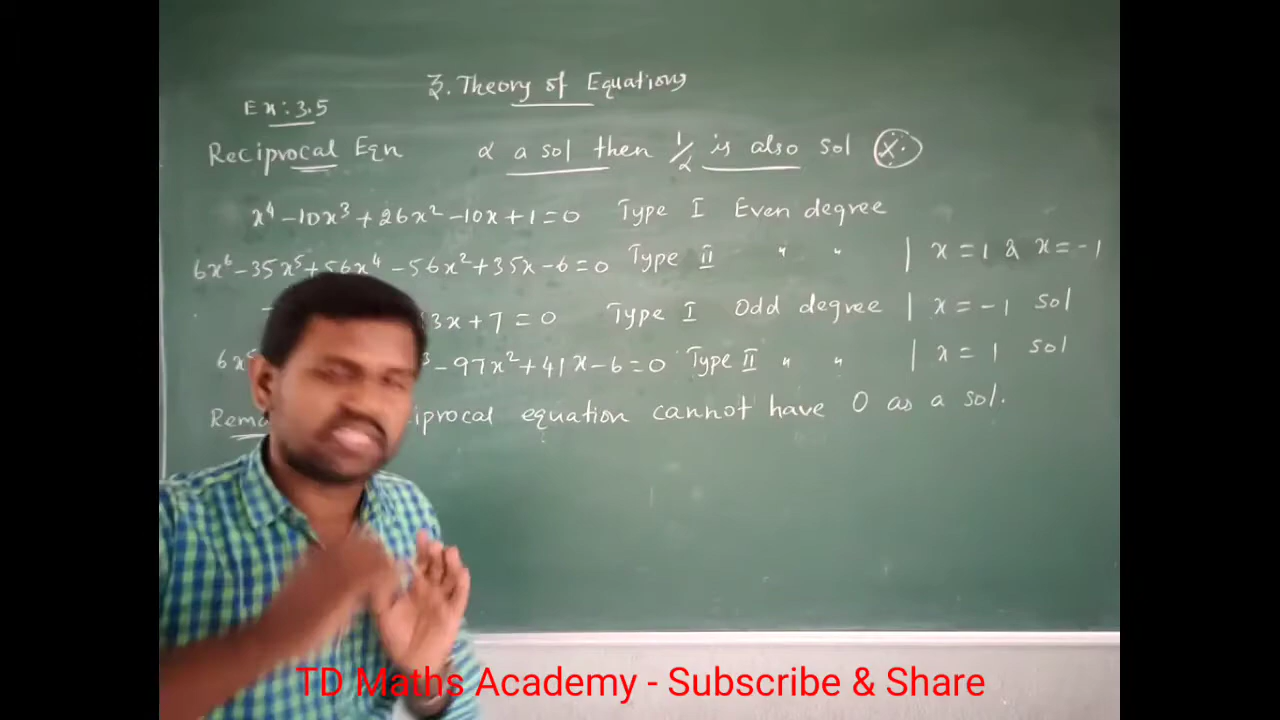 3. Theory of Equations
Ex: 3.5
Reciprocal Eqn α a sol then 1/α is also sol
x⁴ - 10x³ + 26x² - 10x + 1 = 0 Type I Even degree
6x⁶ - 35x⁵ + 56x⁴ - 56x² + 35x - 6 = 0 Type II " " | x = 1 & x = -1
3x + 7 = 0 Type I Odd degree | x = -1 sol
- 97x² + 41x - 6 = 0 Type II " " | x = 1 sol
equation cannot have 0 as a sol.
TD Maths Academy - Subscribe & Share